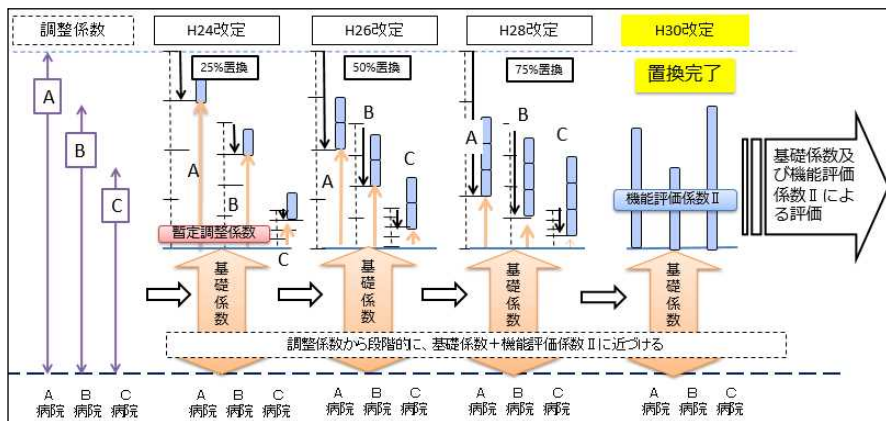 調整係数
H24改定
H26改定
H28改定
H30改定
25%置換
50%置換
75%置換
置換完了
A
B
C
A
B
C
A
B
C
A
B
C
暫定調整係数
機能評価係数Ⅱ
基礎係数及
び機能評価
係数Ⅱによ
る評価
基礎係数
基礎係数
基礎係数
基礎係数
調整係数から段階的に、基礎係数+機能評価係数Ⅱに近づける
A
病院
B
病院
C
病院
A
病院
B
病院
C
病院
A
病院
B
病院
C
病院
A
病院
B
病院
C
病院
A
病院
B
病院
C
病院